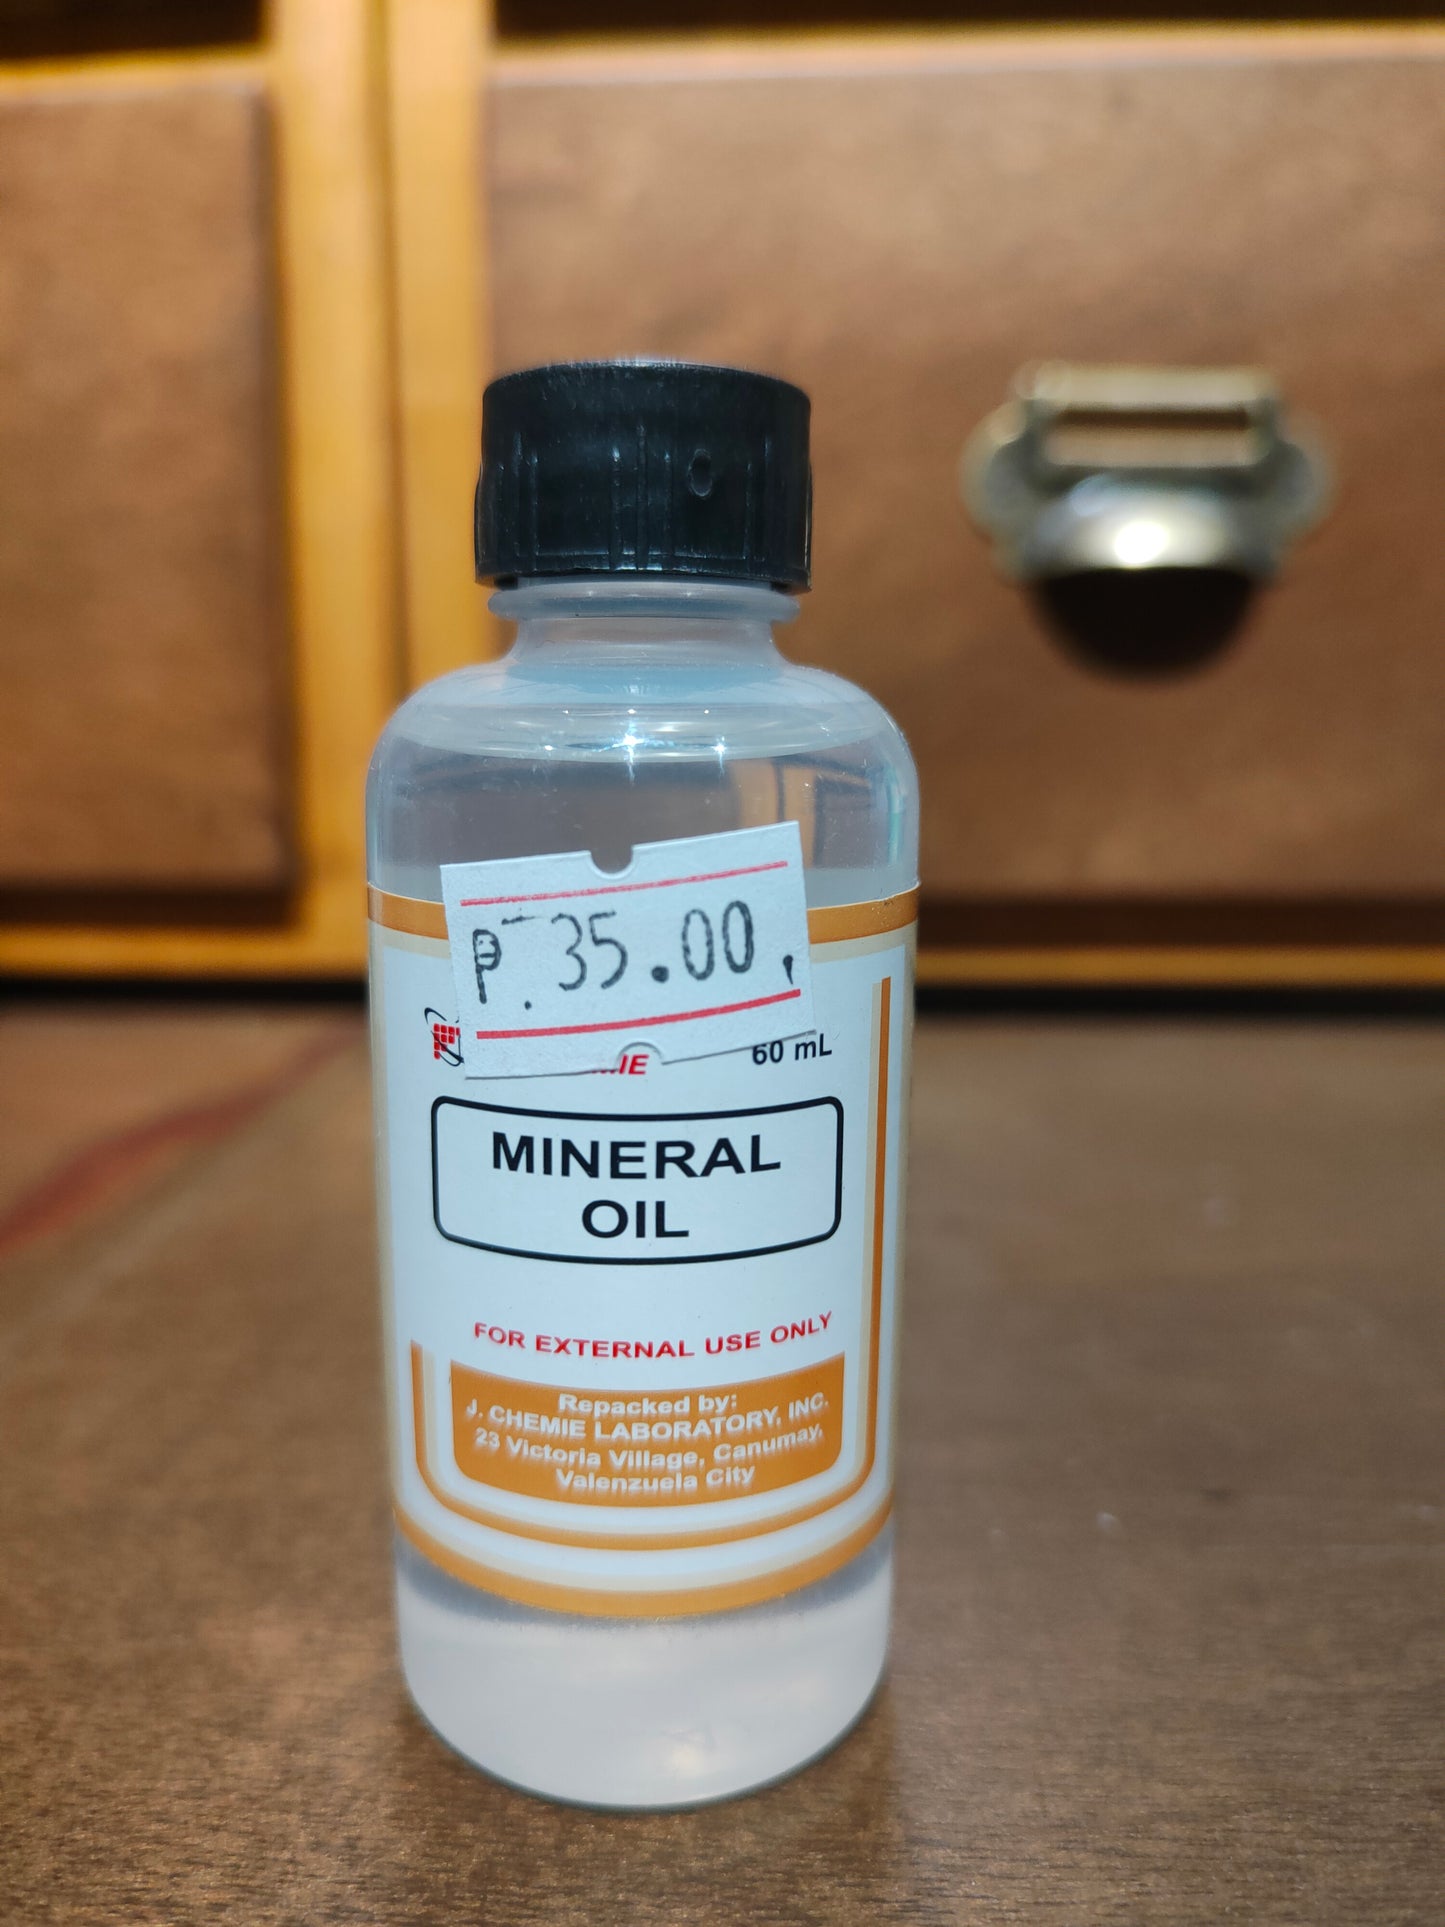 ₱ 35.00
60 mL
MINERAL
OIL
FOR EXTERNAL USE ONLY
Repacked by:
J. CHEMIE LABORATORY, INC.
23 Victoria Village, Canumay,
Valenzuela City